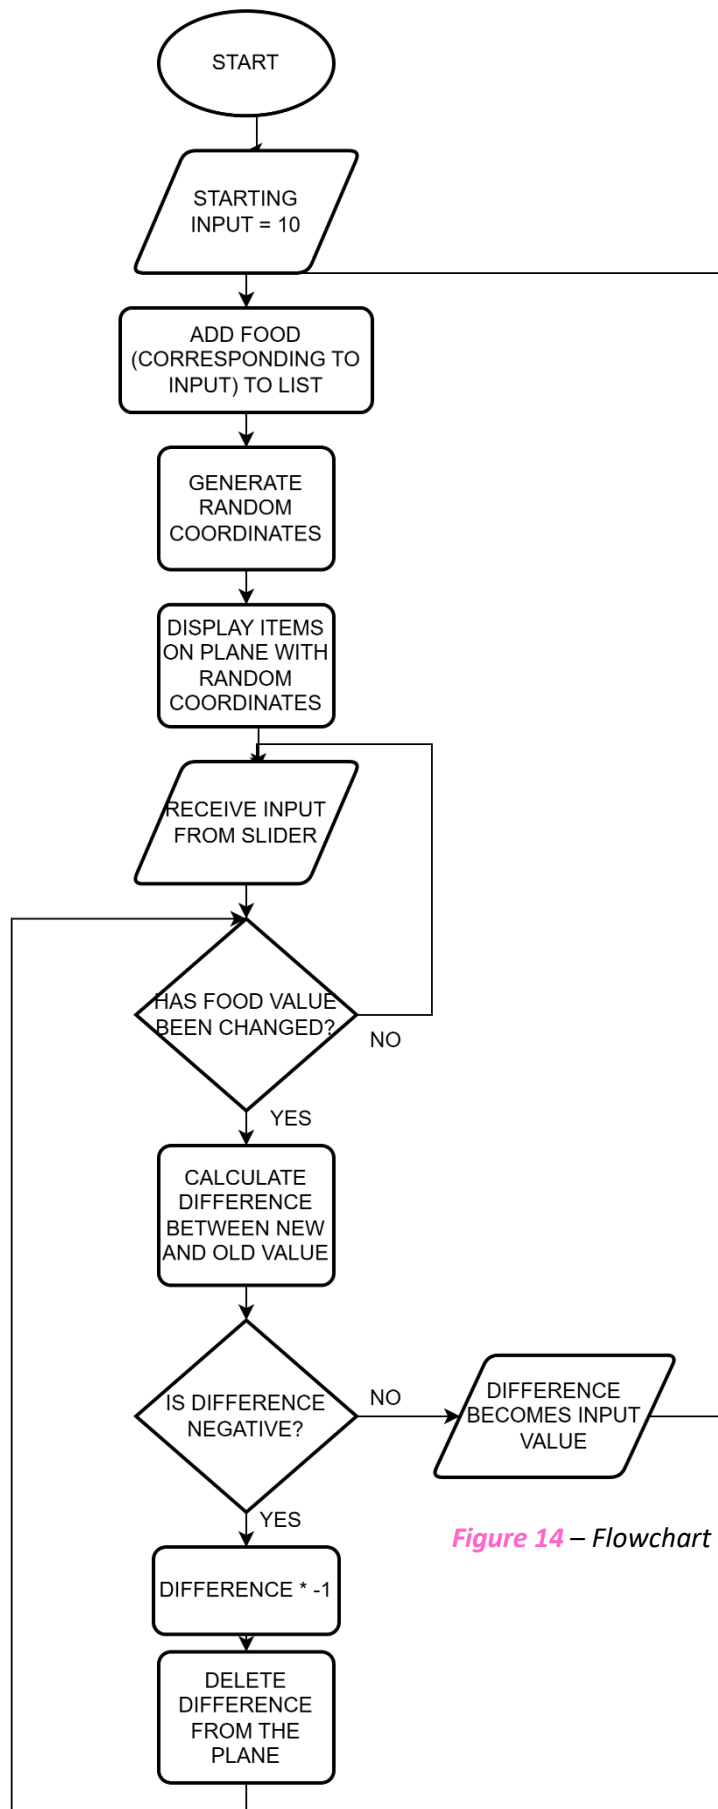 START
STARTING
INPUT = 10
ADD FOOD
(CORRESPONDING TO
INPUT) TO LIST
GENERATE
RANDOM
COORDINATES
DISPLAY ITEMS
ON PLANE WITH
RANDOM
COORDINATES
RECEIVE INPUT
FROM SLIDER
HAS FOOD VALUE
BEEN CHANGED?
NO
YES
CALCULATE
DIFFERENCE
BETWEEN NEW
AND OLD VALUE
IS DIFFERENCE
NEGATIVE?
NO
DIFFERENCE
BECOMES INPUT
VALUE
YES
Figure 14 – Flowchart
DIFFERENCE * -1
DELETE
DIFFERENCE
FROM THE
PLANE